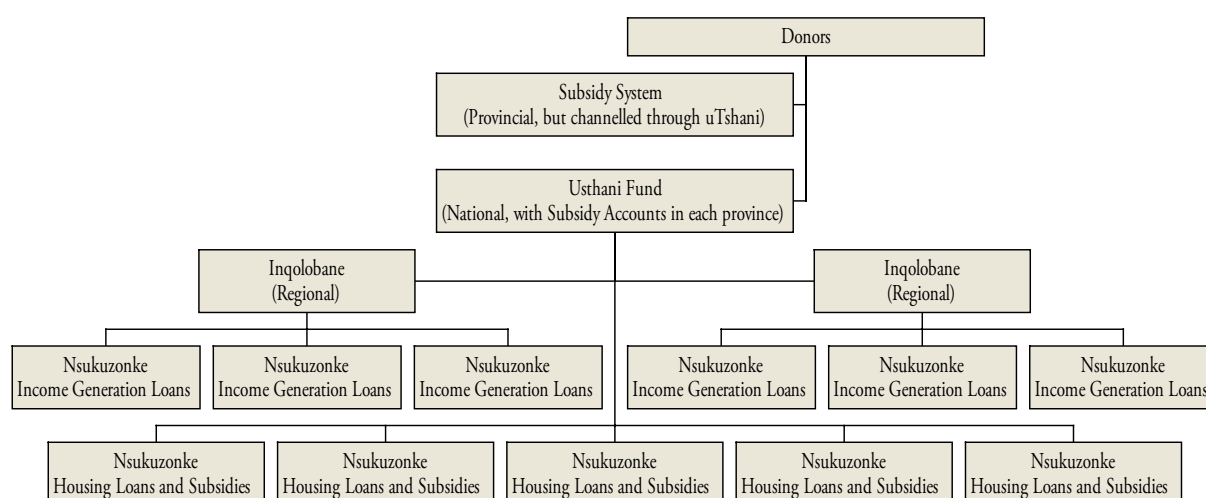 Donors
Subsidy System
(Provincial, but channelled through uTshani)
Usthani Fund
(National, with Subsidy Accounts in each province)
Inqolobane
(Regional)
Inqolobane
(Regional)
Nsukuzonke
Income Generation Loans
Nsukuzonke
Income Generation Loans
Nsukuzonke
Income Generation Loans
Nsukuzonke
Income Generation Loans
Nsukuzonke
Income Generation Loans
Nsukuzonke
Income Generation Loans
Nsukuzonke
Housing Loans and Subsidies
Nsukuzonke
Housing Loans and Subsidies
Nsukuzonke
Housing Loans and Subsidies
Nsukuzonke
Housing Loans and Subsidies
Nsukuzonke
Housing Loans and Subsidies